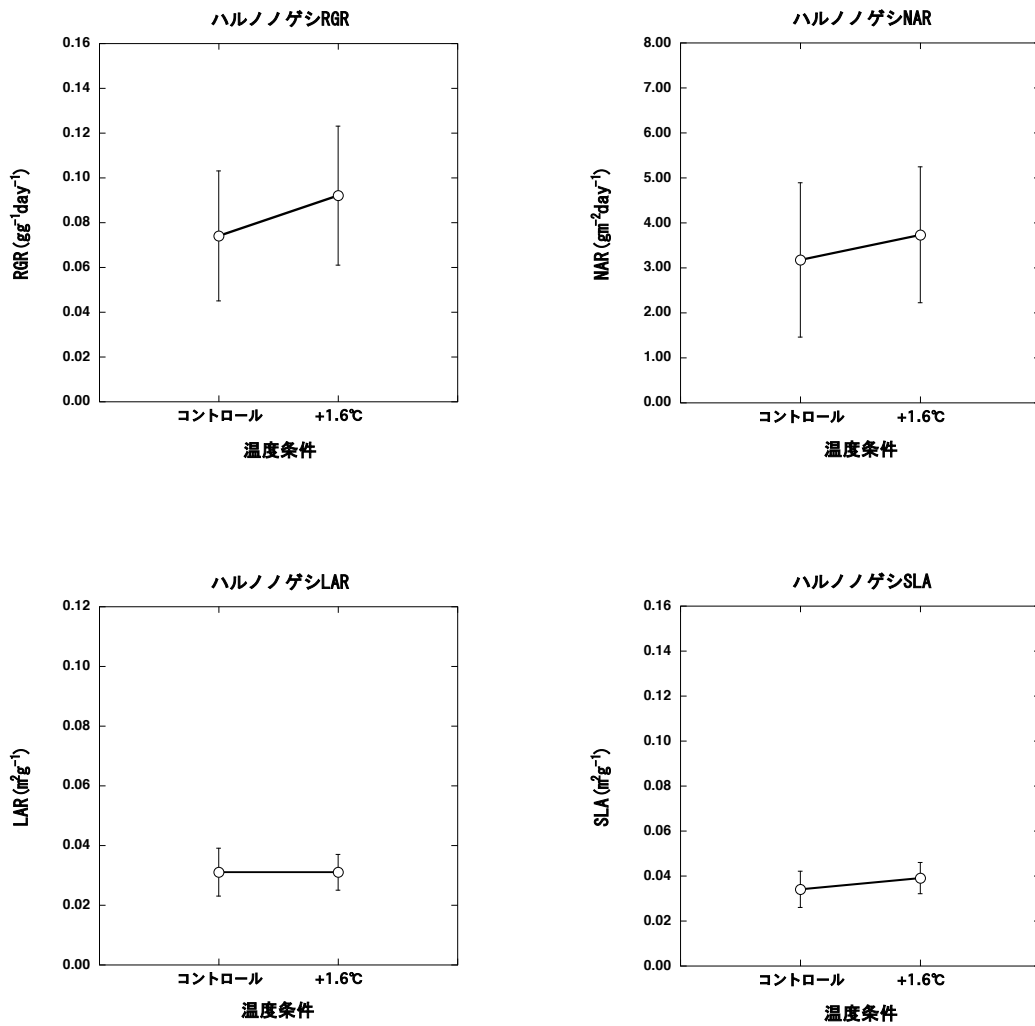 ハルノノゲシRGR
0.16
0.14
0.12
0.10
0.08
0.06
0.04
0.02
0.00
RGR(gg⁻¹day⁻¹)
コントロール
+1.6℃
温度条件
ハルノノゲシNAR
8.00
7.00
6.00
5.00
4.00
3.00
2.00
1.00
0.00
NAR(gm⁻²day⁻¹)
コントロール
+1.6℃
温度条件
ハルノノゲシLAR
0.12
0.10
0.08
0.06
0.04
0.02
0.00
LAR(m²g⁻¹)
コントロール
+1.6℃
温度条件
ハルノノゲシSLA
0.16
0.14
0.12
0.10
0.08
0.06
0.04
0.02
0.00
SLA(m²g⁻¹)
コントロール
+1.6℃
温度条件